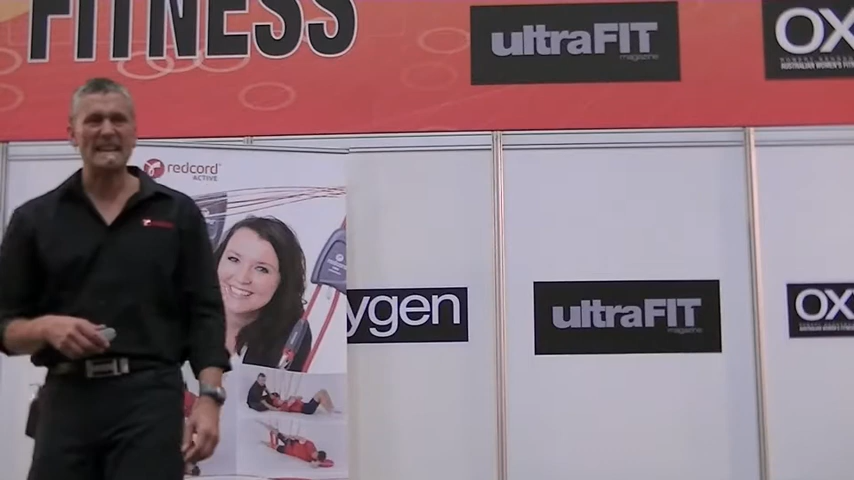 FITNESS
ultraFIT
magazine
OX
redcord
ACTIVE
ygen
ultraFIT
magazine
OX